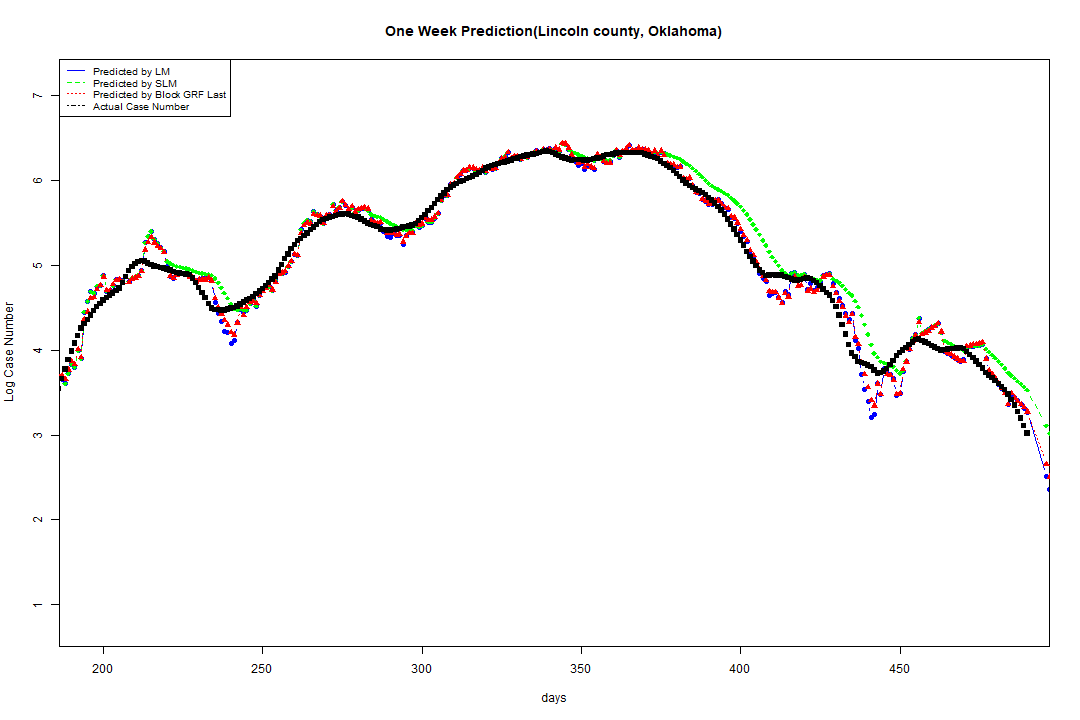 One Week Prediction(Lincoln county, Oklahoma)
Predicted by LM
Predicted by SLM
Predicted by Block GRF Last
Actual Case Number
7
6
5
4
3
2
1
Log Case Number
200 250 300 350 400 450
days